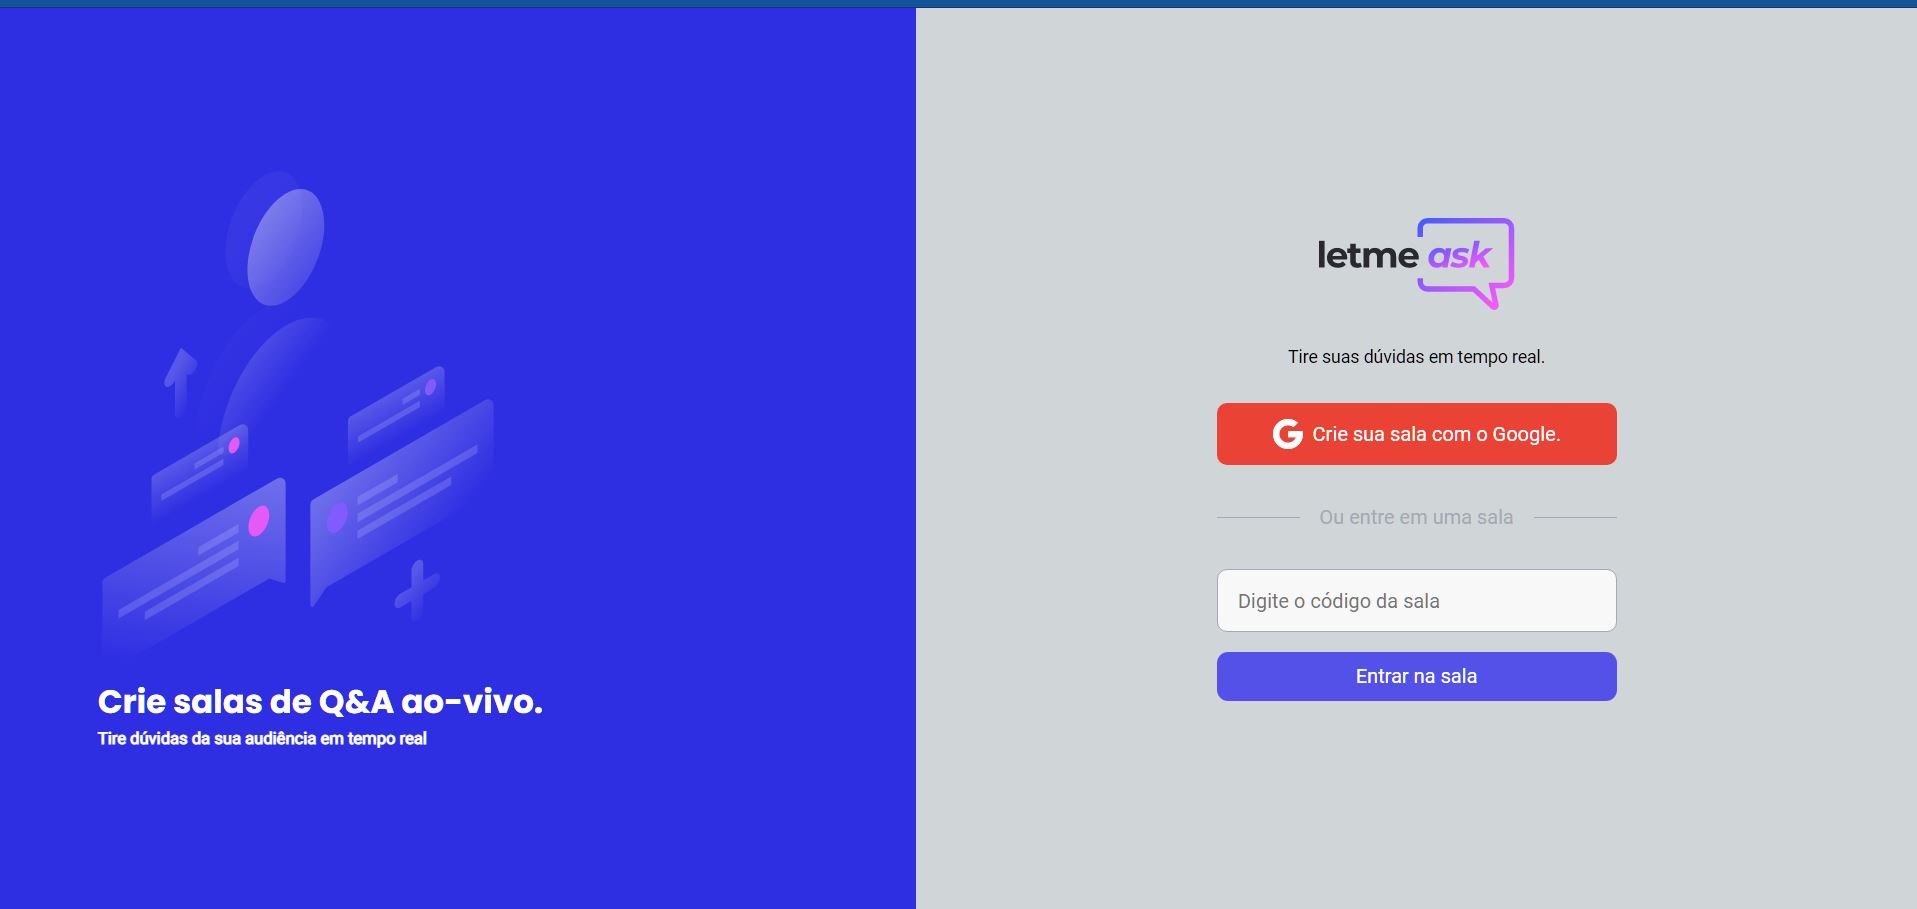 Crie salas de Q&A ao-vivo.
Tire dúvidas da sua audiência em tempo real
letme ask
Tire suas dúvidas em tempo real.
Crie sua sala com o Google.
Ou entre em uma sala
Digite o código da sala
Entrar na sala